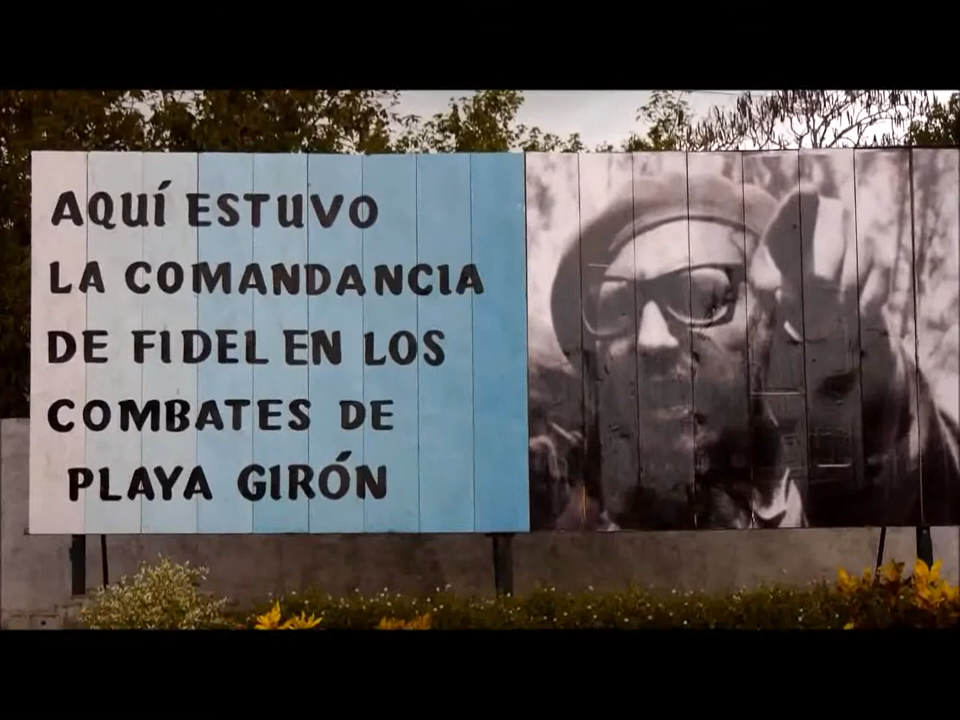 AQUÍ ESTUVO
LA COMANDANCIA
DE FIDEL EN LOS
COMBATES DE
PLAYA GIRÓN